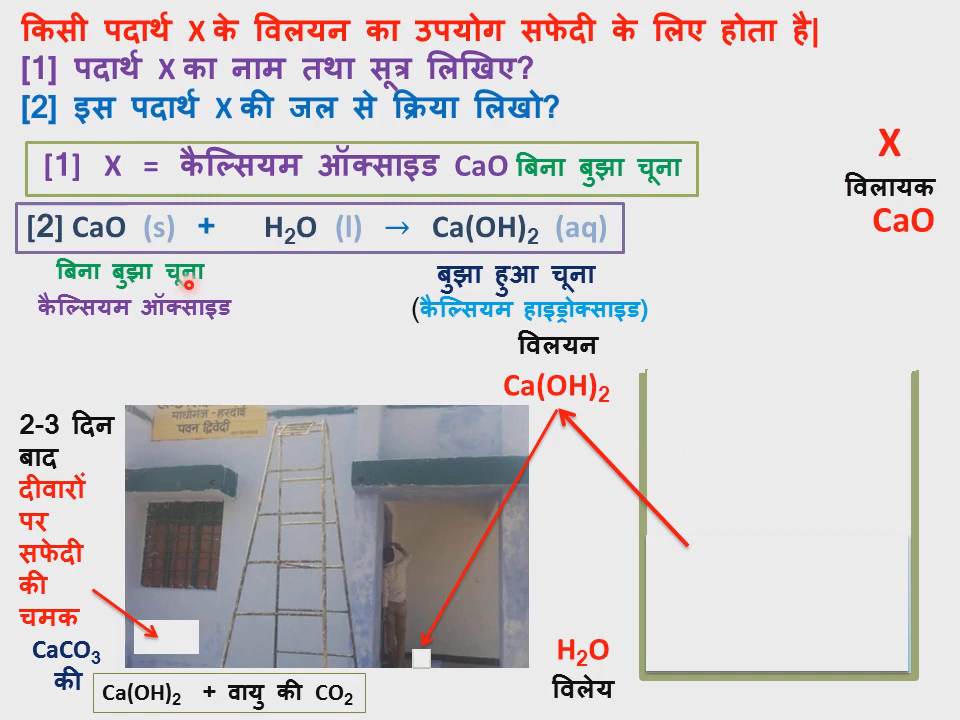 किसी पदार्थ X के विलयन का उपयोग सफेदी के लिए होता है|
[1] पदार्थ X का नाम तथा सूत्र लिखिए?
[2] इस पदार्थ X की जल से क्रिया लिखो?
[1] X = कैल्सियम ऑक्साइड CaO बिना बुझा चूना
X
विलायक
CaO
[2] CaO (s) + H₂O (l) → Ca(OH)₂ (aq)
बिना बुझा चूना
बुझा हुआ चूना
कैल्सियम ऑक्साइड
(कैल्सियम हाइड्रोक्साइड)
विलयन
Ca(OH)₂
2-3 दिन
बाद
दीवारों
पर
सफेदी
की
चमक
CaCO₃
की
माधौगंज-हरदोई
पवन द्विवेदी
H₂O
विलेय
Ca(OH)₂ + वायु की CO₂